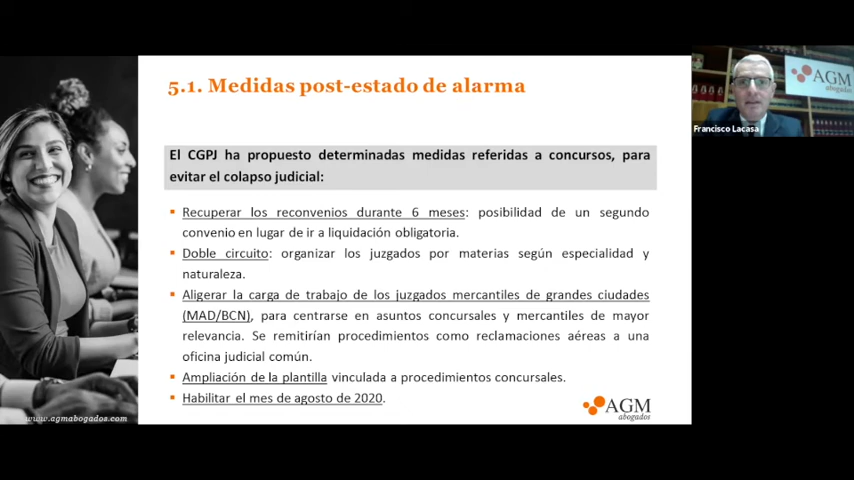 5.1. Medidas post-estado de alarma
El CGPJ ha propuesto determinadas medidas referidas a concursos, para
evitar el colapso judicial:
Recuperar los reconvenios durante 6 meses: posibilidad de un segundo
convenio en lugar de ir a liquidación obligatoria.
Doble circuito: organizar los juzgados por materias según especialidad y
naturaleza.
Aligerar la carga de trabajo de los juzgados mercantiles de grandes ciudades
(MAD/BCN), para centrarse en asuntos concursales y mercantiles de mayor
relevancia. Se remitirían procedimientos como reclamaciones aéreas a una
oficina judicial común.
Ampliación de la plantilla vinculada a procedimientos concursales.
Habilitar el mes de agosto de 2020.
www.agmabogados.com
AGM
abogados
AGM
abogados
Francisco Lacasa